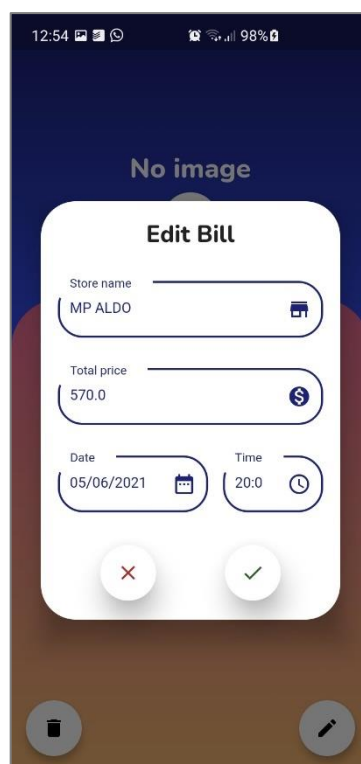 12:54 98%
No image
Edit Bill
Store name
MP ALDO
Total price
570.0
Date Time
05/06/2021 20:0